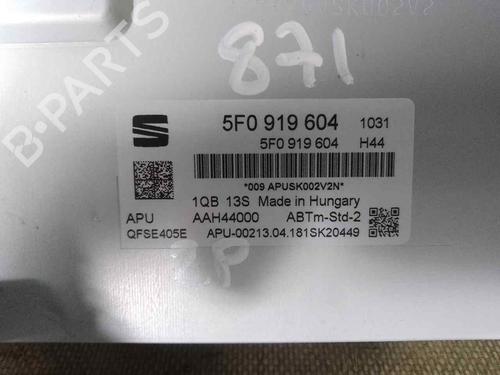 871
5F0 919 604 1031
5F0 919 604 H44
*009 APUSK002V2N*
1QB 13S Made in Hungary
APU AAH44000 ABTm-Std-2
QFSE405E APU-00213.04.181SK20449
B-PARTS